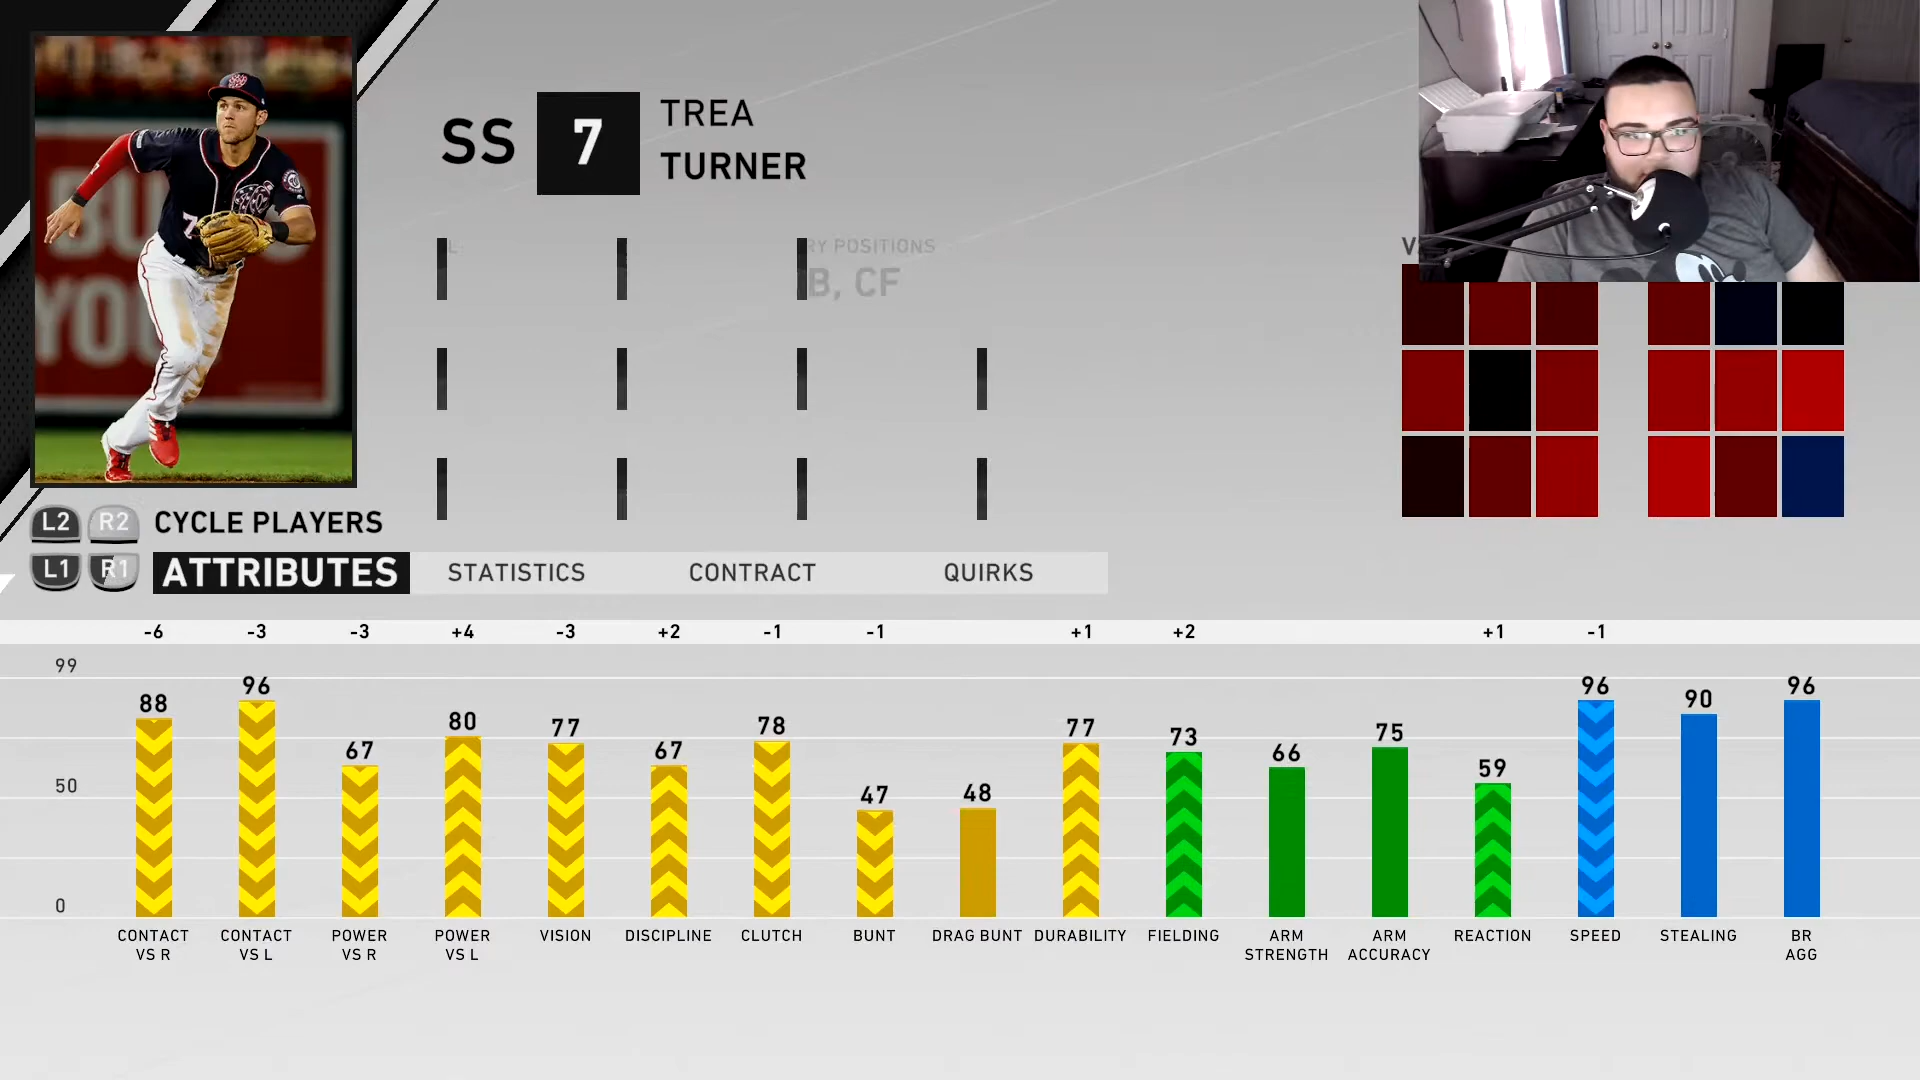 SS 7 TREA
TURNER
RY POSITIONS
B, CF
L2 R2 CYCLE PLAYERS
L1 R1 ATTRIBUTES STATISTICS CONTRACT QUIRKS
-6 -3 -3 +4 -3 +2 -1 -1 +1 +2 +1 -1
99
50
0
88 96 67 80 77 67 78 47 48 77 73 66 75 59 96 90 96
CONTACT VS R
CONTACT VS L
POWER VS R
POWER VS L
VISION
DISCIPLINE
CLUTCH
BUNT
DRAG BUNT
DURABILITY
FIELDING
ARM STRENGTH
ARM ACCURACY
REACTION
SPEED
STEALING
BR AGG